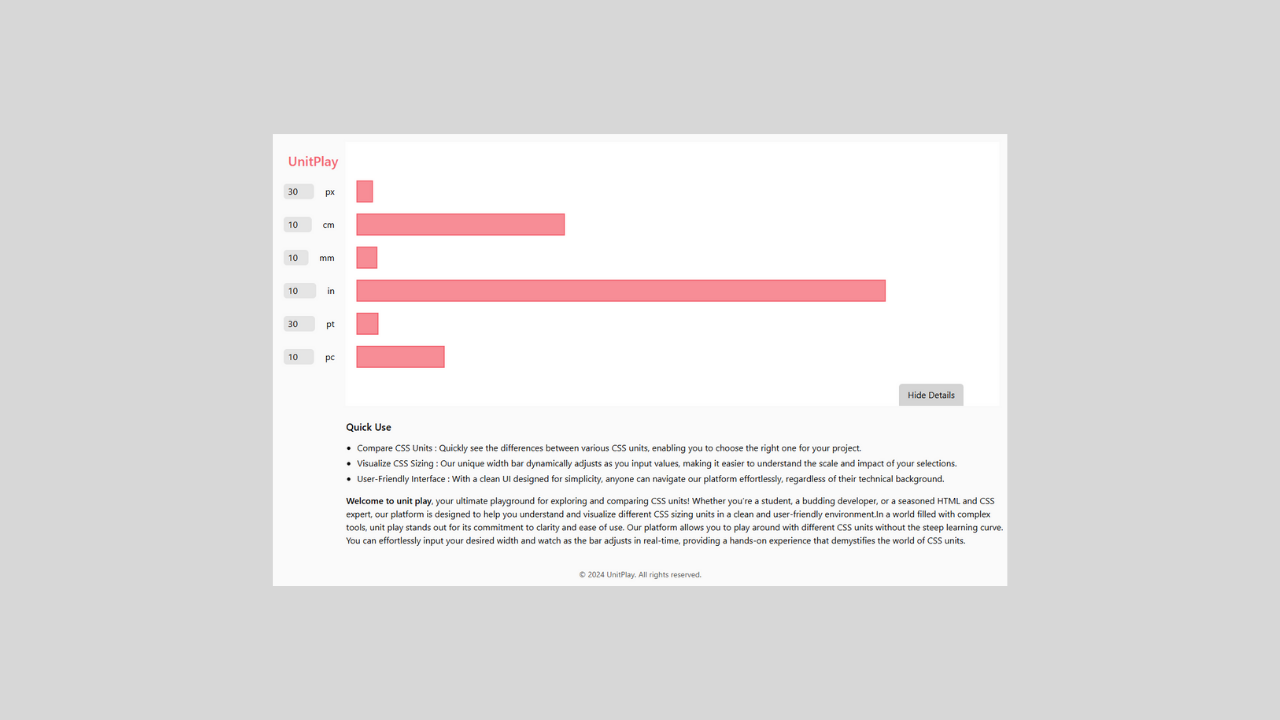 UnitPlay
30 px
10 cm
10 mm
10 in
30 pt
10 pc
Hide Details
Quick Use
• Compare CSS Units : Quickly see the differences between various CSS units, enabling you to choose the right one for your project.
• Visualize CSS Sizing : Our unique width bar dynamically adjusts as you input values, making it easier to understand the scale and impact of your selections.
• User-Friendly Interface : With a clean UI designed for simplicity, anyone can navigate our platform effortlessly, regardless of their technical background.
Welcome to unit play, your ultimate playground for exploring and comparing CSS units! Whether you're a student, a budding developer, or a seasoned HTML and CSS
expert, our platform is designed to help you understand and visualize different CSS sizing units in a clean and user-friendly environment.In a world filled with complex
tools, unit play stands out for its commitment to clarity and ease of use. Our platform allows you to play around with different CSS units without the steep learning curve.
You can effortlessly input your desired width and watch as the bar adjusts in real-time, providing a hands-on experience that demystifies the world of CSS units.
© 2024 UnitPlay. All rights reserved.